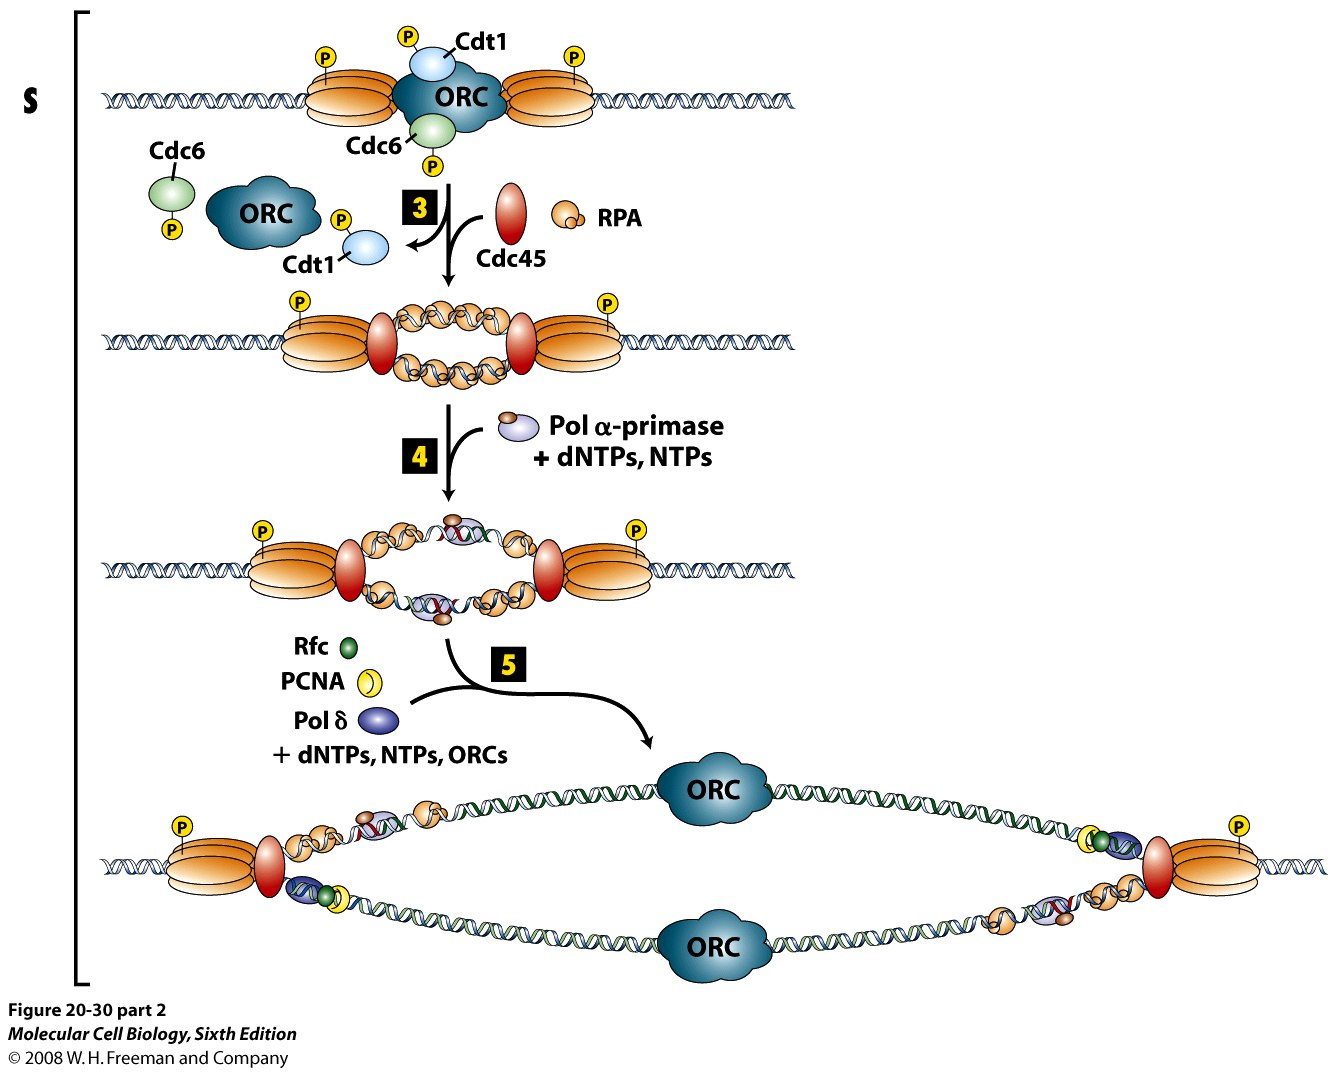 S
P
P
P
Cdt1
ORC
Cdc6
P
Cdc6
P
ORC
P
Cdt1
3
Cdc45
RPA
P
P
4
Pol α-primase
+ dNTPs, NTPs
P
P
Rfc
PCNA
Pol δ
+ dNTPs, NTPs, ORCs
5
ORC
P
P
ORC
Figure 20-30 part 2
Molecular Cell Biology, Sixth Edition
© 2008 W. H. Freeman and Company